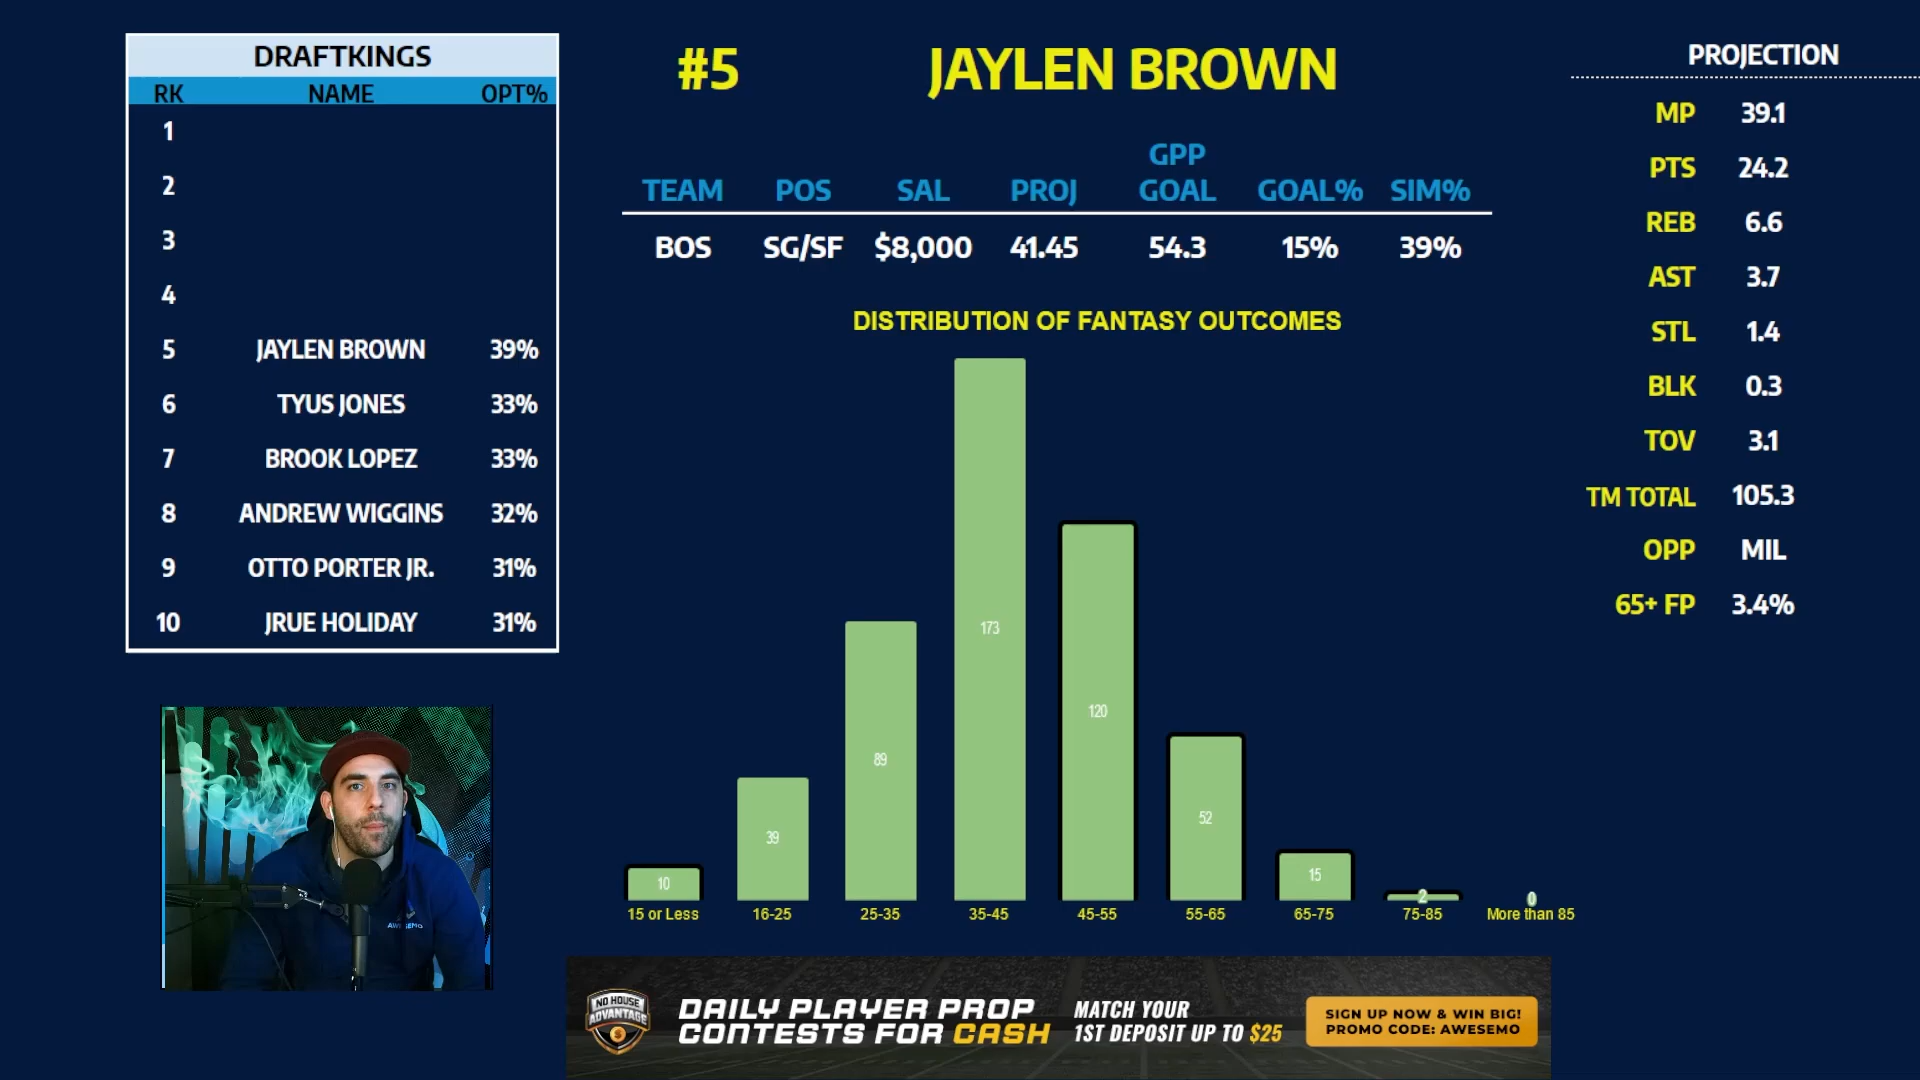 DRAFTKINGS
RK NAME OPT%
1
2
3
4
5 JAYLEN BROWN 39%
6 TYUS JONES 33%
7 BROOK LOPEZ 33%
8 ANDREW WIGGINS 32%
9 OTTO PORTER JR. 31%
10 JRUE HOLIDAY 31%
#5 JAYLEN BROWN
TEAM POS SAL PROJ GPP GOAL GOAL% SIM%
BOS SG/SF $8,000 41.45 54.3 15% 39%
DISTRIBUTION OF FANTASY OUTCOMES
10 39 89 173 120 52 15 2 0
15 or Less 16-25 25-35 35-45 45-55 55-65 65-75 75-85 More than 85
PROJECTION
MP 39.1
PTS 24.2
REB 6.6
AST 3.7
STL 1.4
BLK 0.3
TOV 3.1
TM TOTAL 105.3
OPP MIL
65+ FP 3.4%
NO HOUSE
ADVANTAGE
DAILY PLAYER PROP
CONTESTS FOR CASH
MATCH YOUR
1ST DEPOSIT UP TO $25
SIGN UP NOW & WIN BIG!
PROMO CODE: AWESEMO